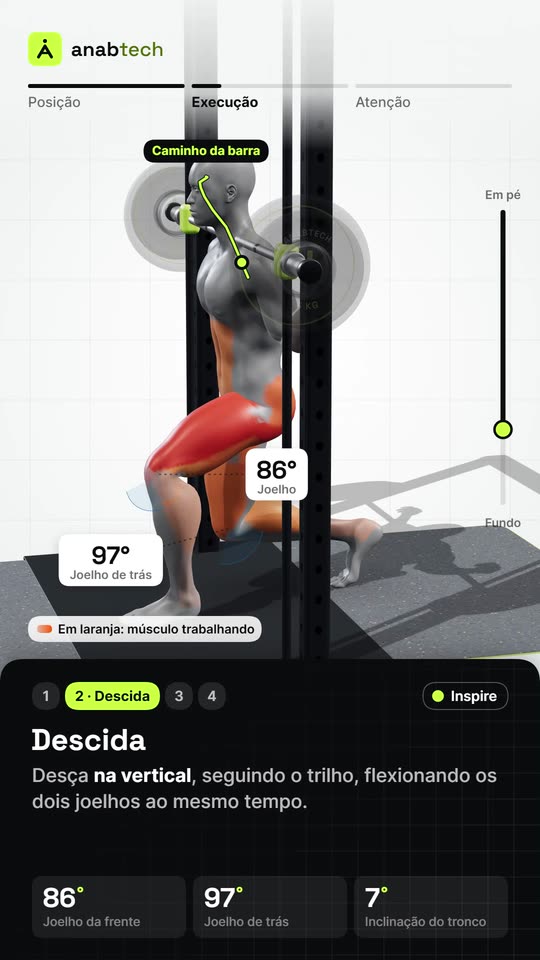 anabtech
Posição Execução Atenção
Caminho da barra
Em pé
ANABTECH
KG
86°
Joelho
Fundo
97°
Joelho de trás
Em laranja: músculo trabalhando
1 2 · Descida 3 4 Inspire
Descida
Desça na vertical, seguindo o trilho, flexionando os
dois joelhos ao mesmo tempo.
86° 97° 7°
Joelho da frente Joelho de trás Inclinação do tronco